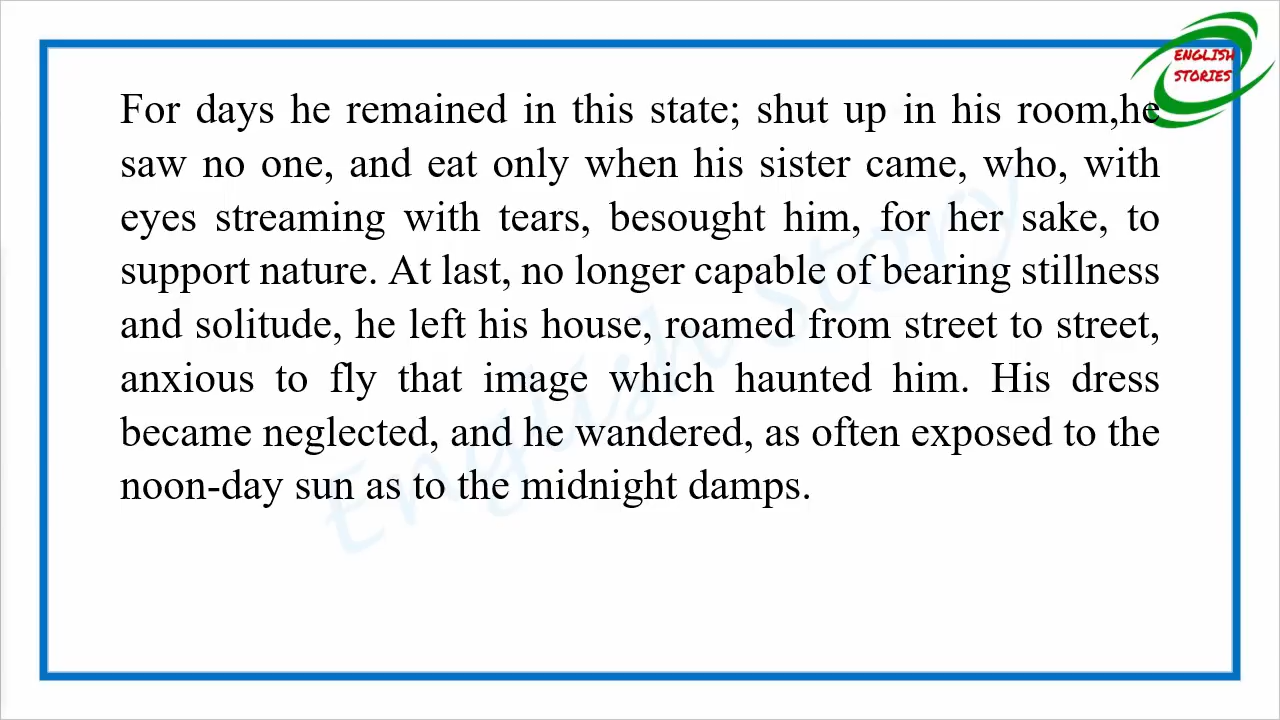 ENGLISH
STORIES
For days he remained in this state; shut up in his room,he
saw no one, and eat only when his sister came, who, with
eyes streaming with tears, besought him, for her sake, to
support nature. At last, no longer capable of bearing stillness
and solitude, he left his house, roamed from street to street,
anxious to fly that image which haunted him. His dress
became neglected, and he wandered, as often exposed to the
noon-day sun as to the midnight damps.
English Story